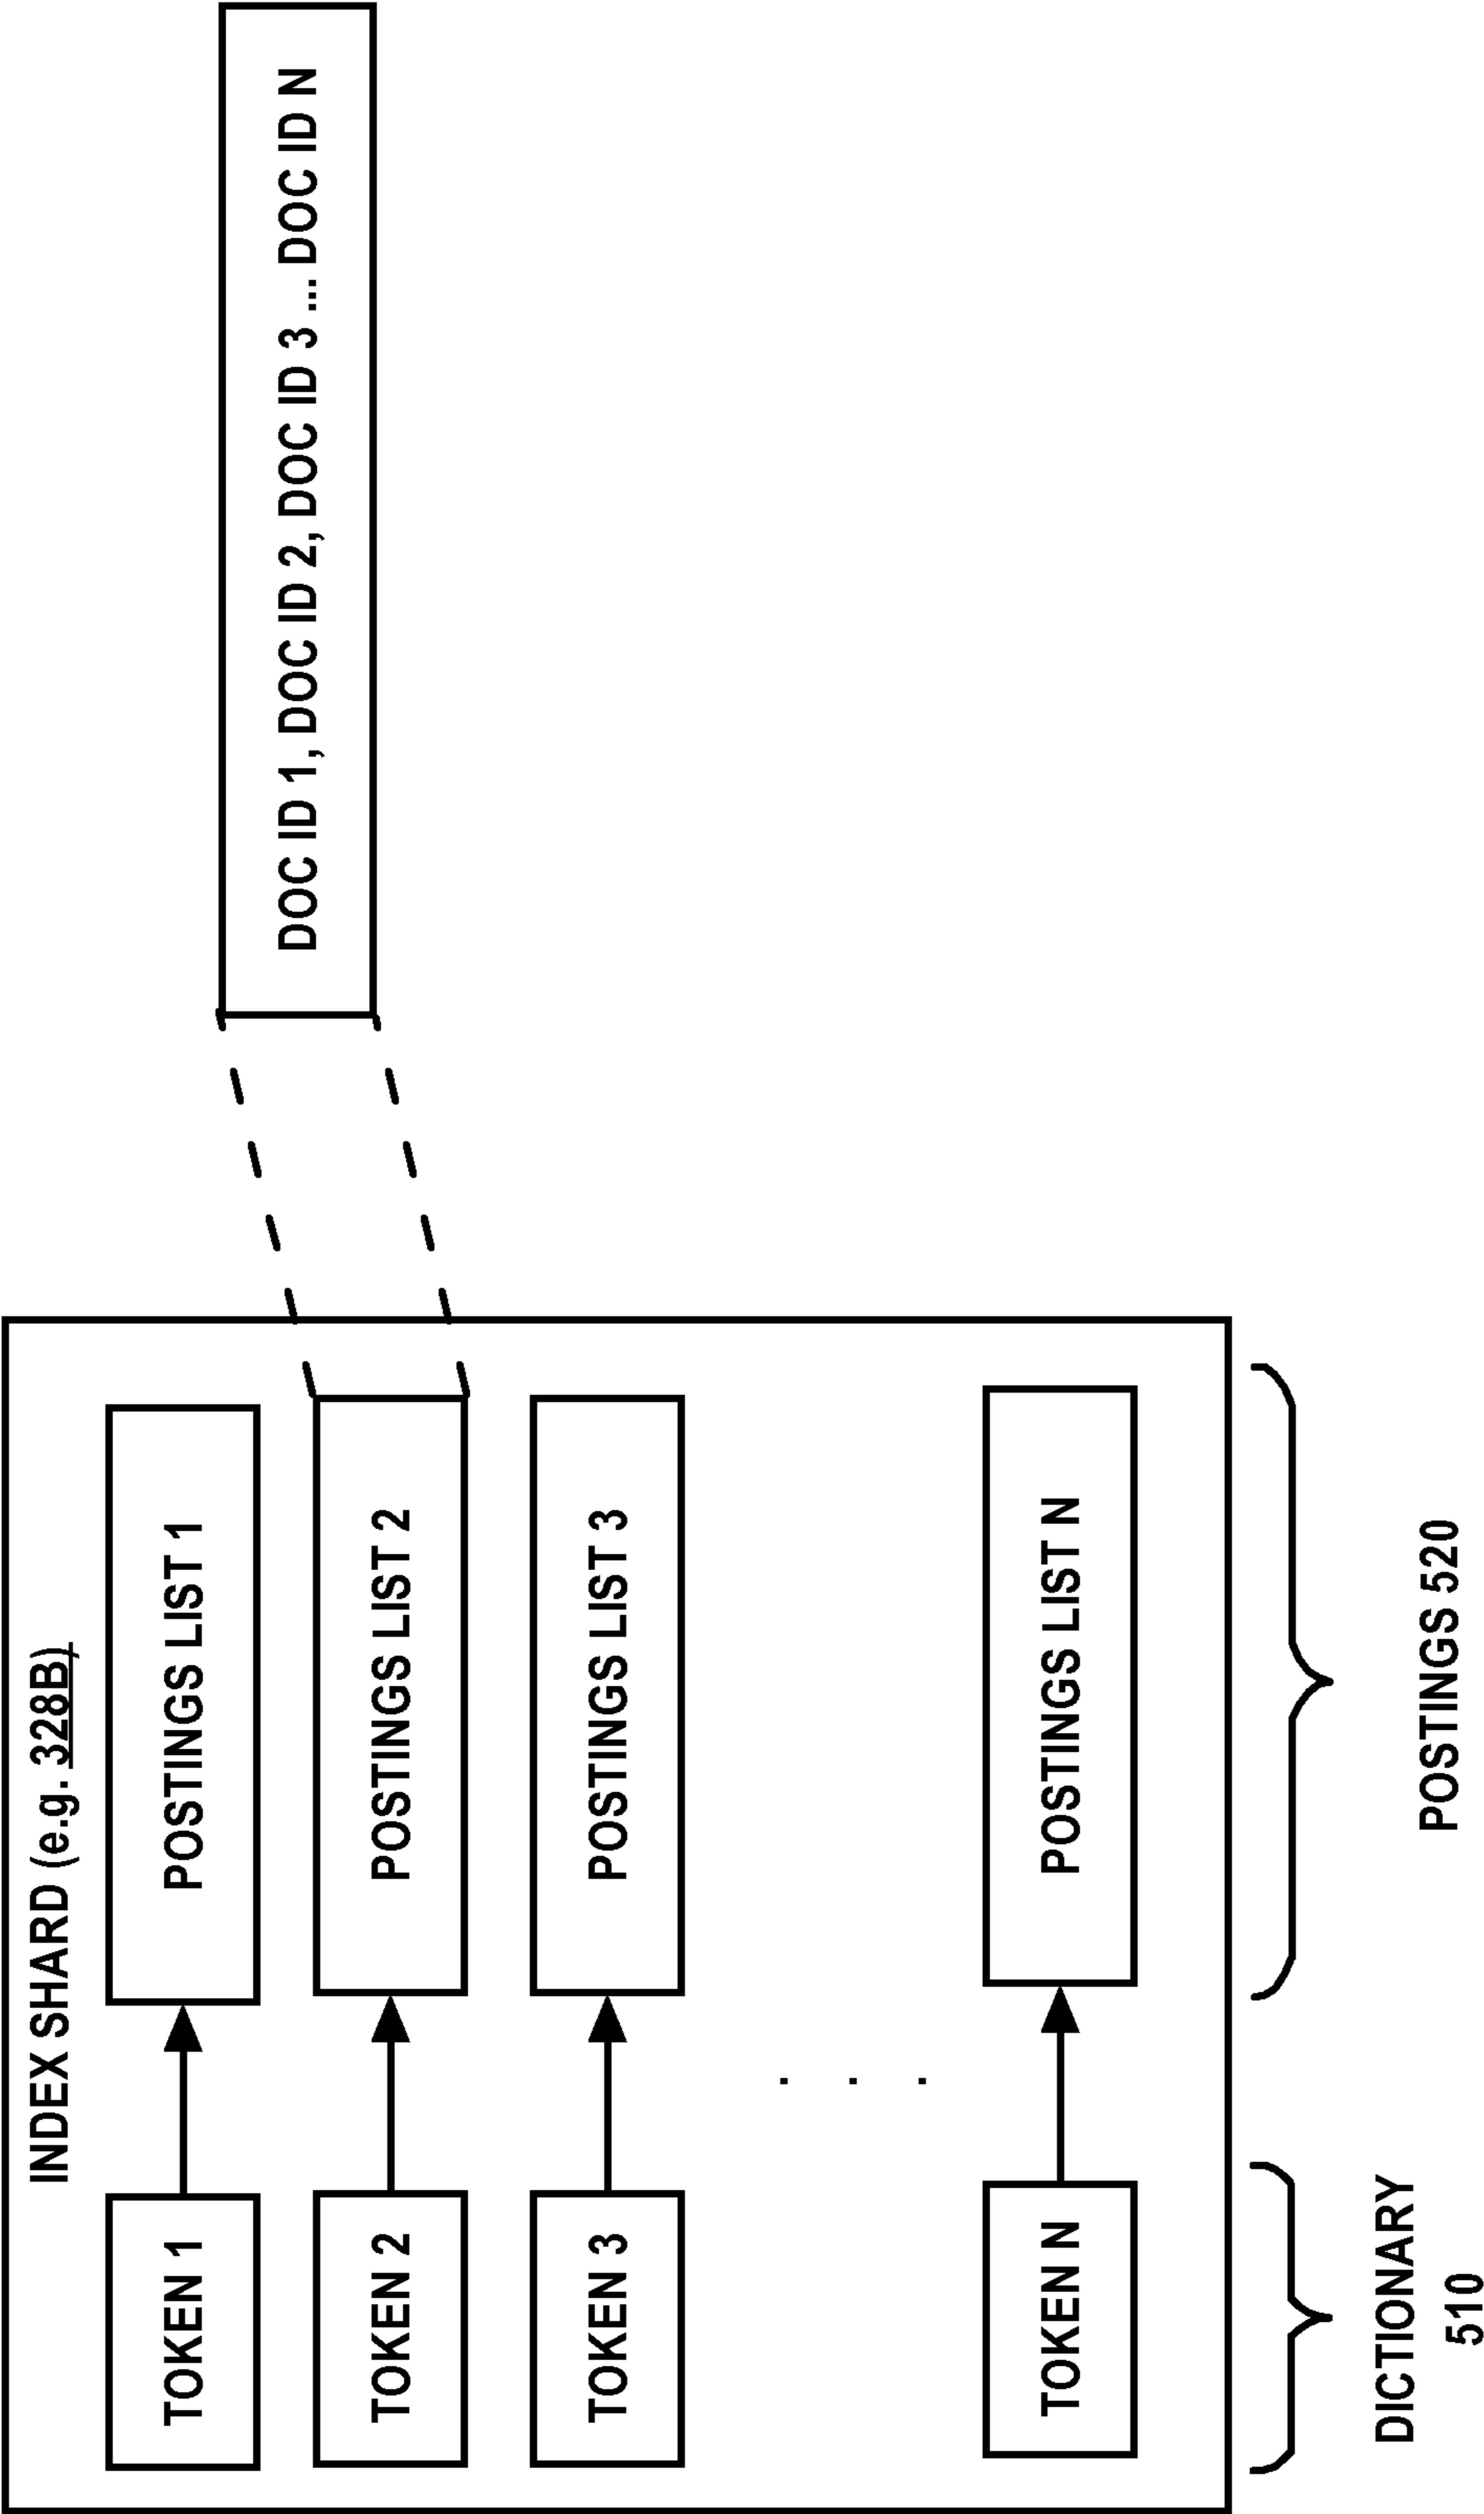 INDEX SHARD (e.g. 328B)
TOKEN 1
POSTINGS LIST 1
TOKEN 2
POSTINGS LIST 2
DOC ID 1, DOC ID 2, DOC ID 3 ... DOC ID N
TOKEN 3
POSTINGS LIST 3
. . .
TOKEN N
POSTINGS LIST N
DICTIONARY
510
POSTINGS 520